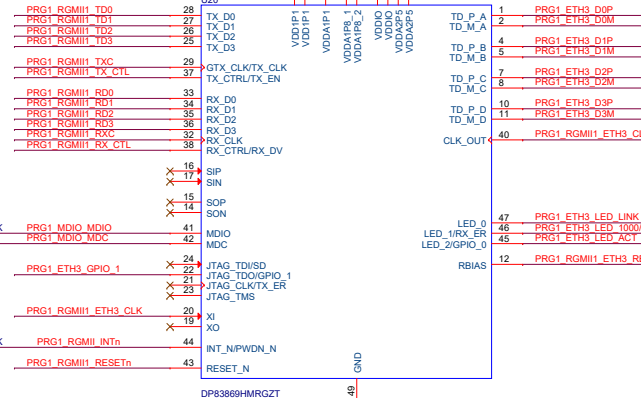 U20
VDD1P1
VDD1P1
VDDA1P1
VDDA1P8_1
VDDA1P8_2
VDDIO
VDDIO
VDDA2P5
VDDA2P5
PRG1_RGMII1_TD0 28 TX_D0 TD_P_A 1 PRG1_ETH3_D0P
PRG1_RGMII1_TD1 27 TX_D1 TD_M_A 2 PRG1_ETH3_D0M
PRG1_RGMII1_TD2 26 TX_D2
PRG1_RGMII1_TD3 25 TX_D3 TD_P_B 4 PRG1_ETH3_D1P
TD_M_B 5 PRG1_ETH3_D1M
PRG1_RGMII1_TXC 29 GTX_CLK/TX_CLK
PRG1_RGMII1_TX_CTL 37 TX_CTRL/TX_EN TD_P_C 7 PRG1_ETH3_D2P
TD_M_C 8 PRG1_ETH3_D2M
PRG1_RGMII1_RD0 33 RX_D0
PRG1_RGMII1_RD1 34 RX_D1 TD_P_D 10 PRG1_ETH3_D3P
PRG1_RGMII1_RD2 35 RX_D2 TD_M_D 11 PRG1_ETH3_D3M
PRG1_RGMII1_RD3 36 RX_D3
PRG1_RGMII1_RXC 32 RX_CLK CLK_OUT 40 PRG1_RGMII1_ETH3_CL
PRG1_RGMII1_RX_CTL 38 RX_CTRL/RX_DV
16 SIP
17 SIN
15 SOP
14 SON
LED_0 47 PRG1_ETH3_LED_LINK
PRG1_MDIO_MDIO 41 MDIO LED_1/RX_ER 46 PRG1_ETH3_LED_1000/
PRG1_MDIO_MDC 42 MDC LED_2/GPIO_0 45 PRG1_ETH3_LED_ACT
24 JTAG_TDI/SD RBIAS 12 PRG1_RGMII1_ETH3_RE
PRG1_ETH3_GPIO_1 22 JTAG_TDO/GPIO_1
21 JTAG_CLK/TX_ER
23 JTAG_TMS
PRG1_RGMII1_ETH3_CLK 20 XI
19 XO
PRG1_RGMII_INTn 44 INT_N/PWDN_N
PRG1_RGMII1_RESETn 43 RESET_N
GND
49
DP83869HMRGZT